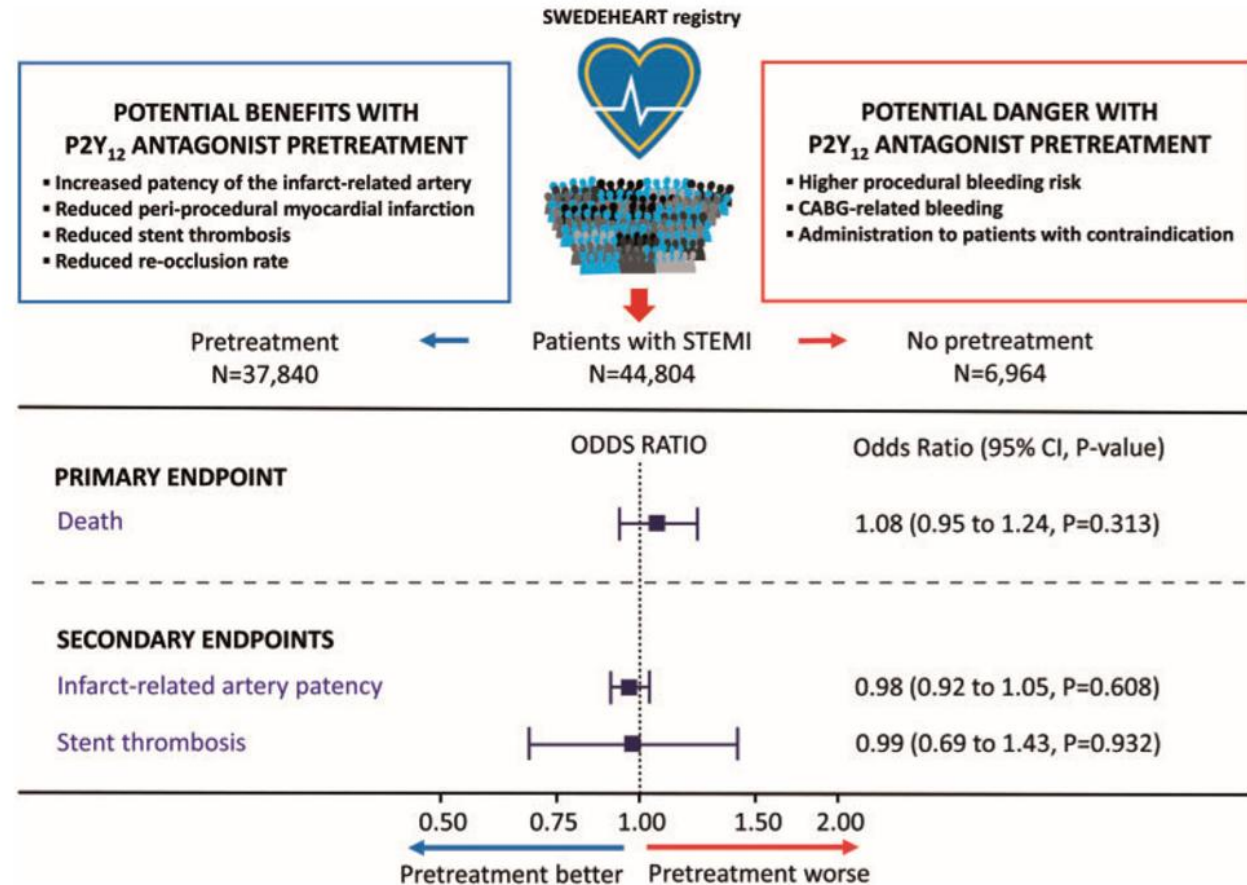 SWEDEHEART registry
POTENTIAL BENEFITS WITH
P2Y₁₂ ANTAGONIST PRETREATMENT
▪ Increased patency of the infarct-related artery
▪ Reduced peri-procedural myocardial infarction
▪ Reduced stent thrombosis
▪ Reduced re-occlusion rate
POTENTIAL DANGER WITH
P2Y₁₂ ANTAGONIST PRETREATMENT
▪ Higher procedural bleeding risk
▪ CABG-related bleeding
▪ Administration to patients with contraindication
Pretreatment
N=37,840
Patients with STEMI
N=44,804
No pretreatment
N=6,964
ODDS RATIO
Odds Ratio (95% CI, P-value)
PRIMARY ENDPOINT
Death
1.08 (0.95 to 1.24, P=0.313)
SECONDARY ENDPOINTS
Infarct-related artery patency
0.98 (0.92 to 1.05, P=0.608)
Stent thrombosis
0.99 (0.69 to 1.43, P=0.932)
0.50 0.75 1.00 1.50 2.00
Pretreatment better
Pretreatment worse